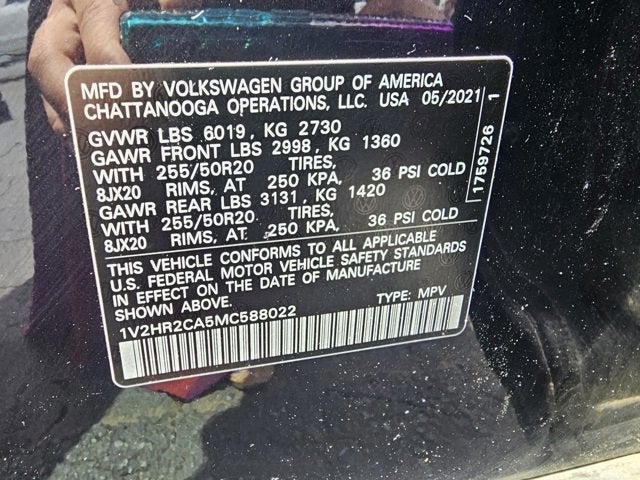 MFD BY VOLKSWAGEN GROUP OF AMERICA
CHATTANOOGA OPERATIONS, LLC. USA 05/2021
GVWR LBS 6019, KG 2730
GAWR FRONT LBS 2998, KG 1360
WITH 255/50R20 TIRES,
8JX20 RIMS, AT 250 KPA, 36 PSI COLD
GAWR REAR LBS 3131, KG 1420
WITH 255/50R20 TIRES,
8JX20 RIMS, AT 250 KPA, 36 PSI COLD
THIS VEHICLE CONFORMS TO ALL APPLICABLE
U.S. FEDERAL MOTOR VEHICLE SAFETY STANDARDS
IN EFFECT ON THE DATE OF MANUFACTURE
SHOWN ABOVE.
1V2HR2CA5MC588022 TYPE: MPV
1759726 1